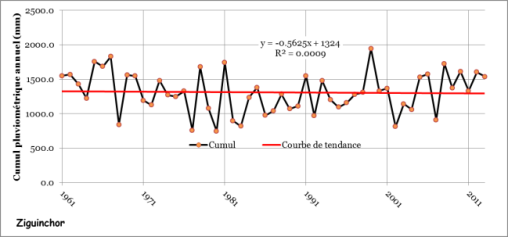 2500.0
2000.0
1500.0
1000.0
500.0
0.0
Cumul pluviométrique annuel (mm)
y = -0.5625x + 1324
R² = 0.0009
Cumul
Courbe de tendance
1961
1971
1981
1991
2001
2011
Ziguinchor